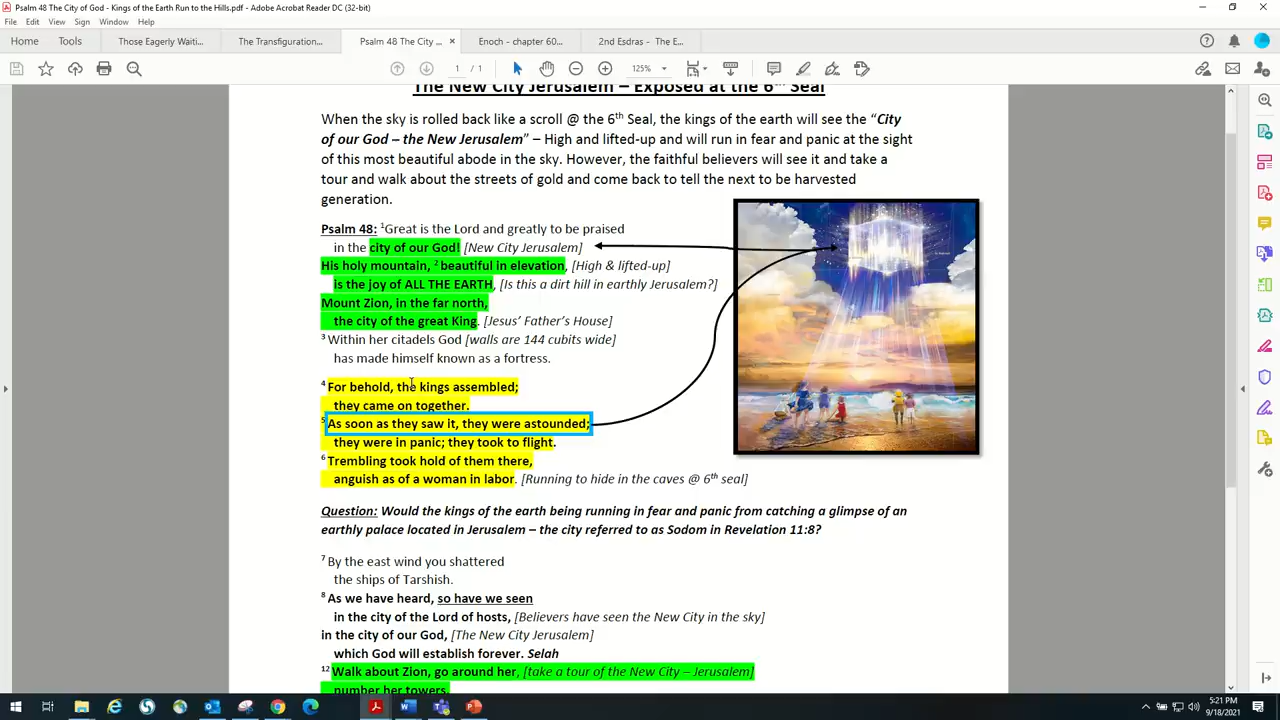 Psalm 48 The City of God - Kings of the Earth Run to the Hills.pdf - Adobe Acrobat Reader DC (32-bit)
File Edit View Sign Window Help
Home Tools Those Eagerly Waiti... The Transfiguration... Psalm 48 The City ... × Enoch - chapter 60... 2nd Esdras - The E...
1 / 1 125%
The New City Jerusalem – Exposed at the 6th Seal
When the sky is rolled back like a scroll @ the 6th Seal, the kings of the earth will see the “City
of our God – the New Jerusalem” – High and lifted-up and will run in fear and panic at the sight
of this most beautiful abode in the sky. However, the faithful believers will see it and take a
tour and walk about the streets of gold and come back to tell the next to be harvested
generation.
Psalm 48: 1Great is the Lord and greatly to be praised
in the city of our God! [New City Jerusalem]
His holy mountain, 2 beautiful in elevation, [High & lifted-up]
is the joy of ALL THE EARTH, [Is this a dirt hill in earthly Jerusalem?]
Mount Zion, in the far north,
the city of the great King. [Jesus’ Father’s House]
3 Within her citadels God [walls are 144 cubits wide]
has made himself known as a fortress.
4 For behold, the kings assembled;
they came on together.
5 As soon as they saw it, they were astounded;
they were in panic; they took to flight.
6 Trembling took hold of them there,
anguish as of a woman in labor. [Running to hide in the caves @ 6th seal]
Question: Would the kings of the earth being running in fear and panic from catching a glimpse of an
earthly palace located in Jerusalem – the city referred to as Sodom in Revelation 11:8?
7 By the east wind you shattered
the ships of Tarshish.
8 As we have heard, so have we seen
in the city of the Lord of hosts, [Believers have seen the New City in the sky]
in the city of our God, [The New City Jerusalem]
which God will establish forever. Selah
12 Walk about Zion, go around her, [take a tour of the New City – Jerusalem]
number her towers,
5:21 PM
9/18/2021